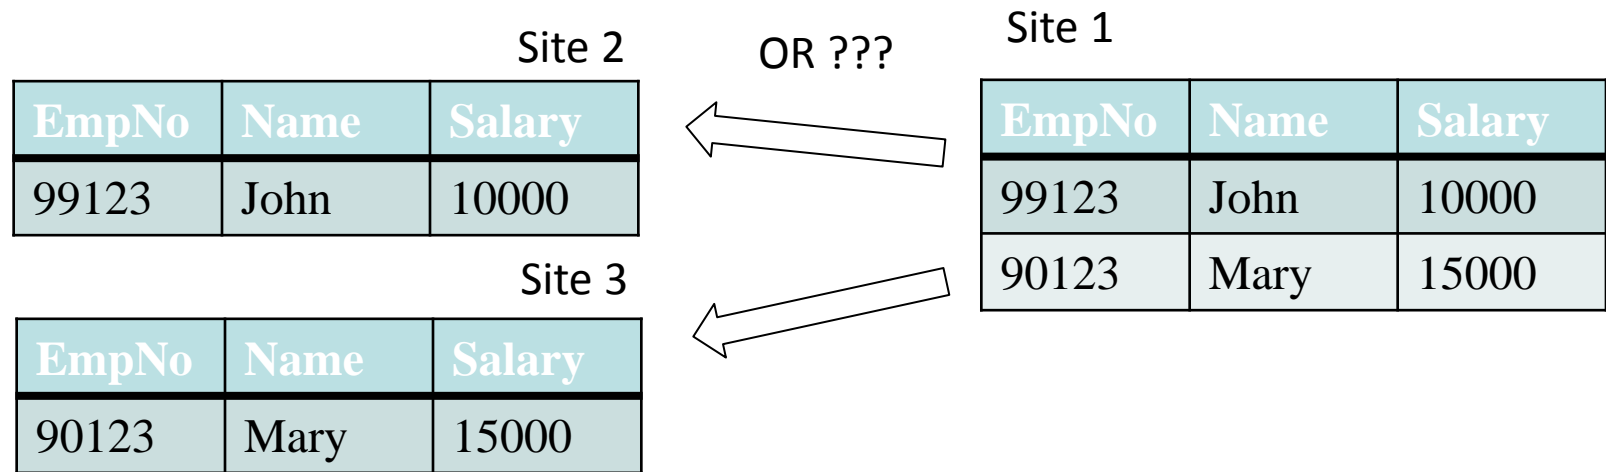 Site 2
EmpNo Name Salary
99123 John 10000
Site 3
EmpNo Name Salary
90123 Mary 15000
OR ???
Site 1
EmpNo Name Salary
99123 John 10000
90123 Mary 15000